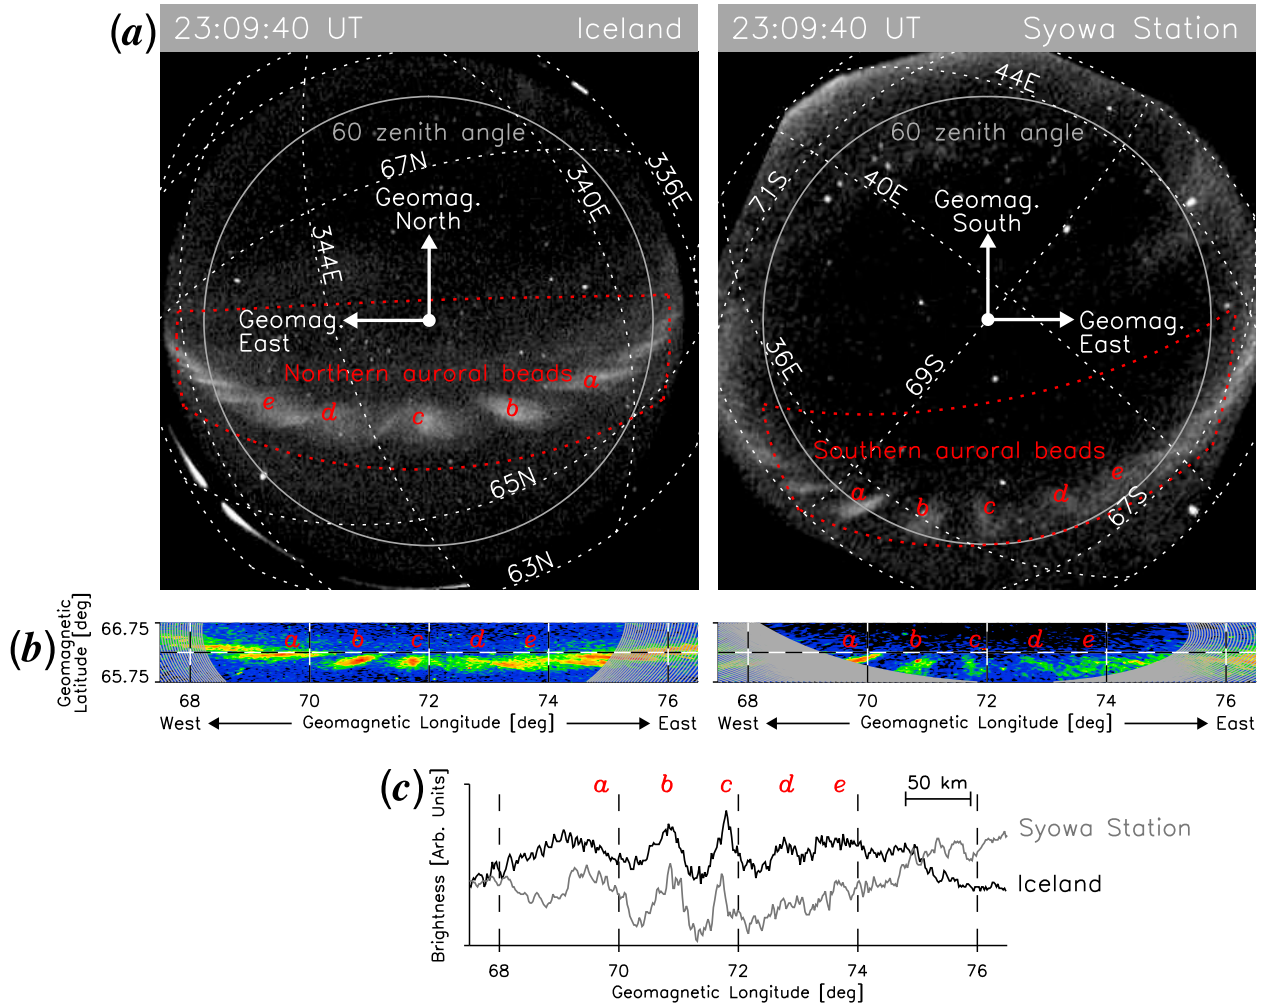 (a)
23:09:40 UT
Iceland
60 zenith angle
67N
336E
340E
344E
Geomag.
North
Geomag.
East
Northern auroral beads
a
b
c
d
e
65N
63N
23:09:40 UT
Syowa Station
44E
60 zenith angle
71S
40E
Geomag.
South
Geomag.
East
36E
69S
Southern auroral beads
a
b
c
d
e
67S
(b)
Geomagnetic
Latitude [deg]
66.75
65.75
a b c d e
70 72 74
68 76
West Geomagnetic Longitude [deg] East
a b c d e
68 70 72 74 76
West Geomagnetic Longitude [deg] East
(c)
Brightness [Arb. Units]
a b c d e
50 km
Syowa Station
Iceland
68 70 72 74 76
Geomagnetic Longitude [deg]